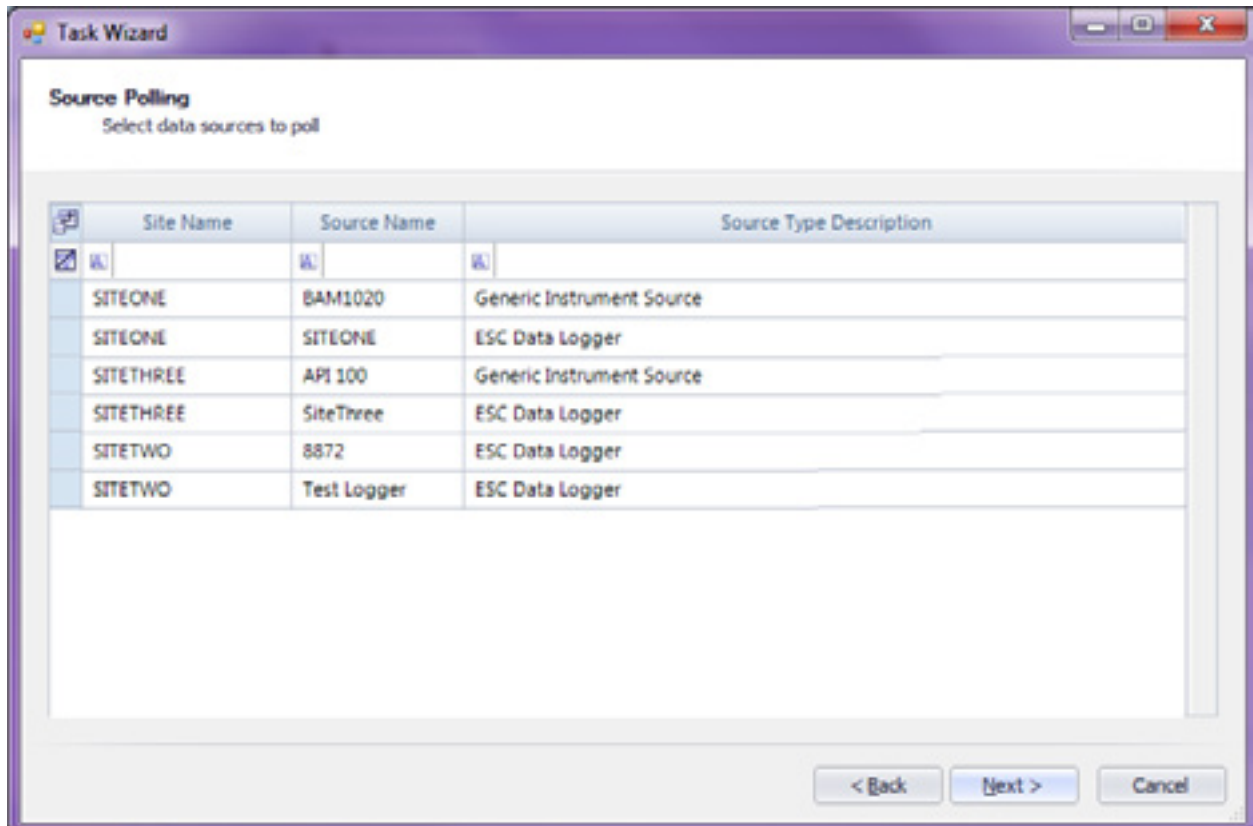 Task Wizard
Source Polling
Select data sources to poll
Site Name Source Name Source Type Description
SITEONE BAM1020 Generic Instrument Source
SITEONE SITEONE ESC Data Logger
SITETHREE API 100 Generic Instrument Source
SITETHREE SiteThree ESC Data Logger
SITETWO 8872 ESC Data Logger
SITETWO Test Logger ESC Data Logger
< Back Next > Cancel